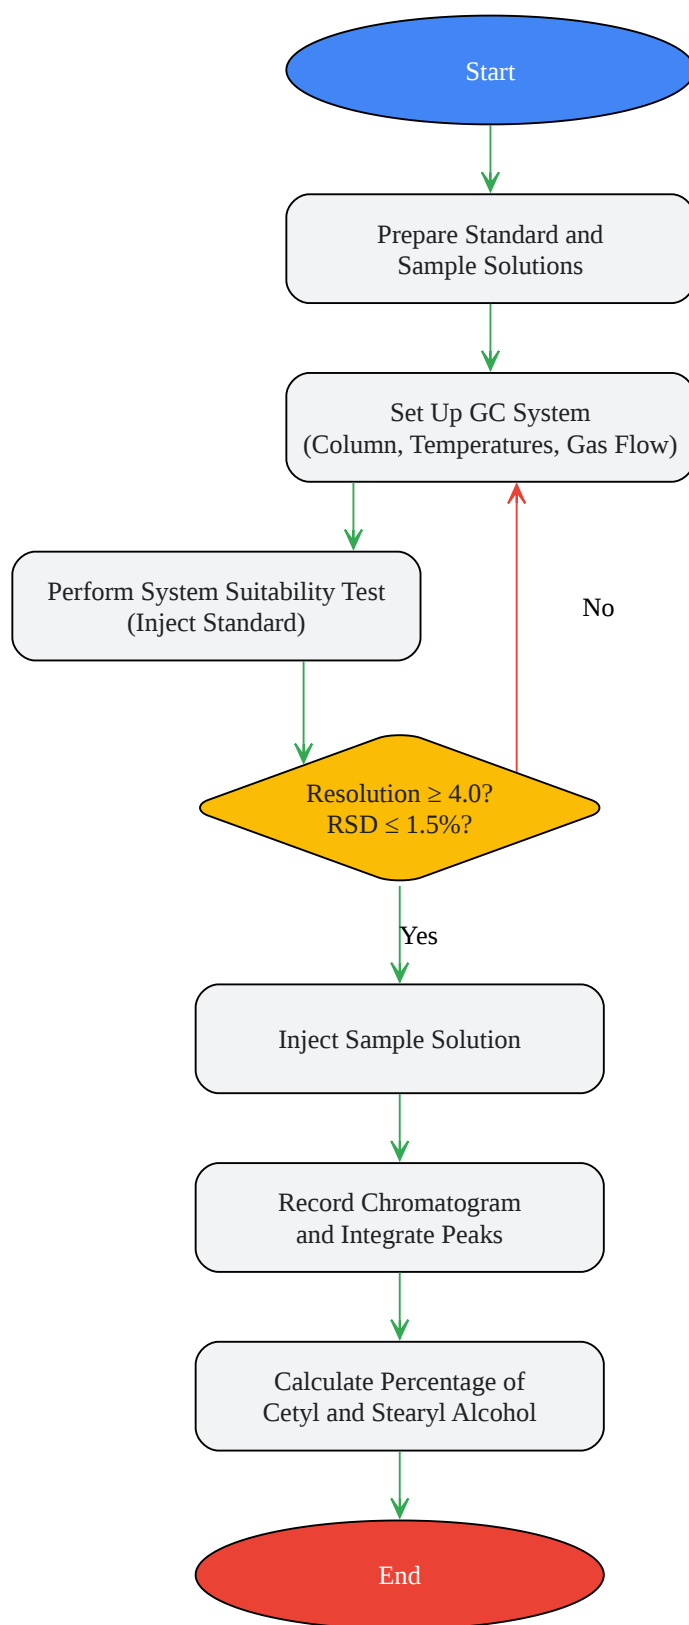 Start
Prepare Standard and
Sample Solutions
Set Up GC System
(Column, Temperatures, Gas Flow)
Perform System Suitability Test
(Inject Standard)
No
Resolution ≥ 4.0?
RSD ≤ 1.5%?
Yes
Inject Sample Solution
Record Chromatogram
and Integrate Peaks
Calculate Percentage of
Cetyl and Stearyl Alcohol
End